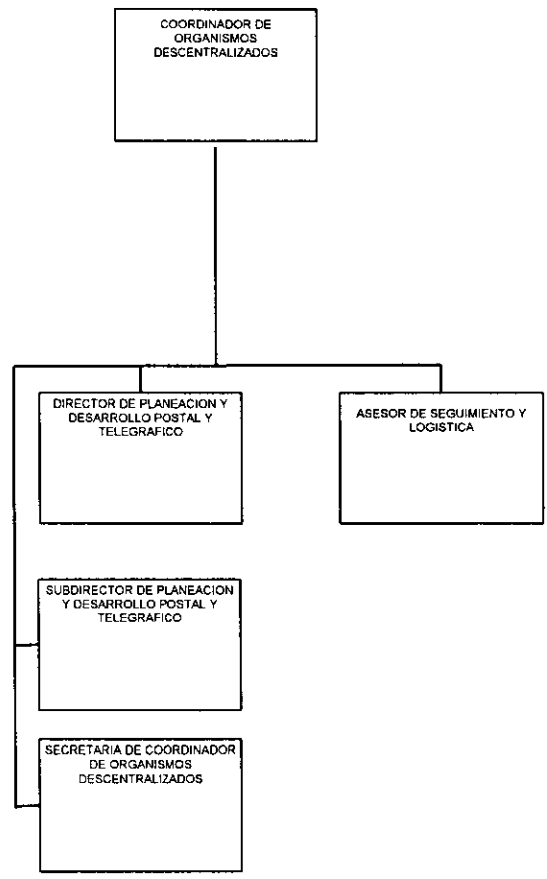 COORDINADOR DE
ORGANISMOS
DESCENTRALIZADOS
DIRECTOR DE PLANEACION Y
DESARROLLO POSTAL Y
TELEGRAFICO
ASESOR DE SEGUIMIENTO Y
LOGISTICA
SUBDIRECTOR DE PLANEACION
Y DESARROLLO POSTAL Y
TELEGRAFICO
SECRETARIA DE COORDINADOR
DE ORGANISMOS
DESCENTRALIZADOS